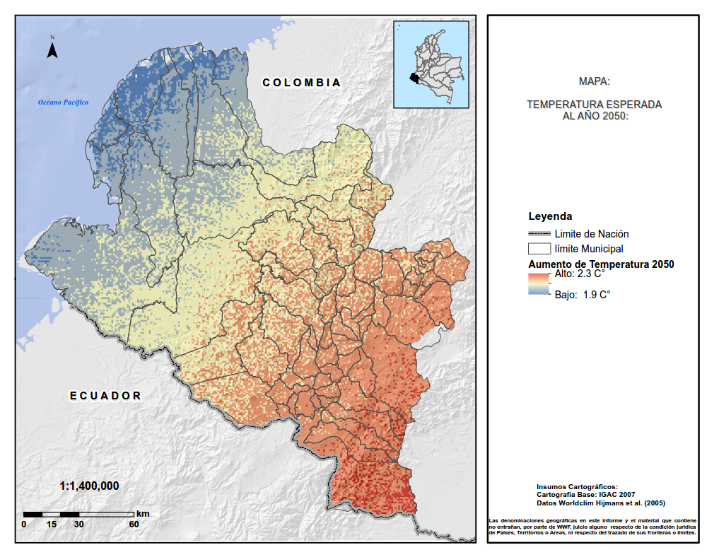 N
COLOMBIA
Océano Pacífico
ECUADOR
1:1,400,000
km
0 15 30 60
MAPA:
TEMPERATURA ESPERADA
AL AÑO 2050:
Leyenda
Limite de Nación
límite Municipal
Aumento de Temperatura 2050
Alto: 2.3 C°
Bajo: 1.9 C°
Insumos Cartográficos:
Cartografia Base: IGAC 2007
Datos Worldclim Hijmans et al. (2005)
Las denominaciones geográficas en este informe y el material que contiene
no entrañan, por parte de WWF, juicio alguno respecto de la condición jurídica
de Países, Territorios o Areas, ni respecto del trazado de sus fronteras o límites.